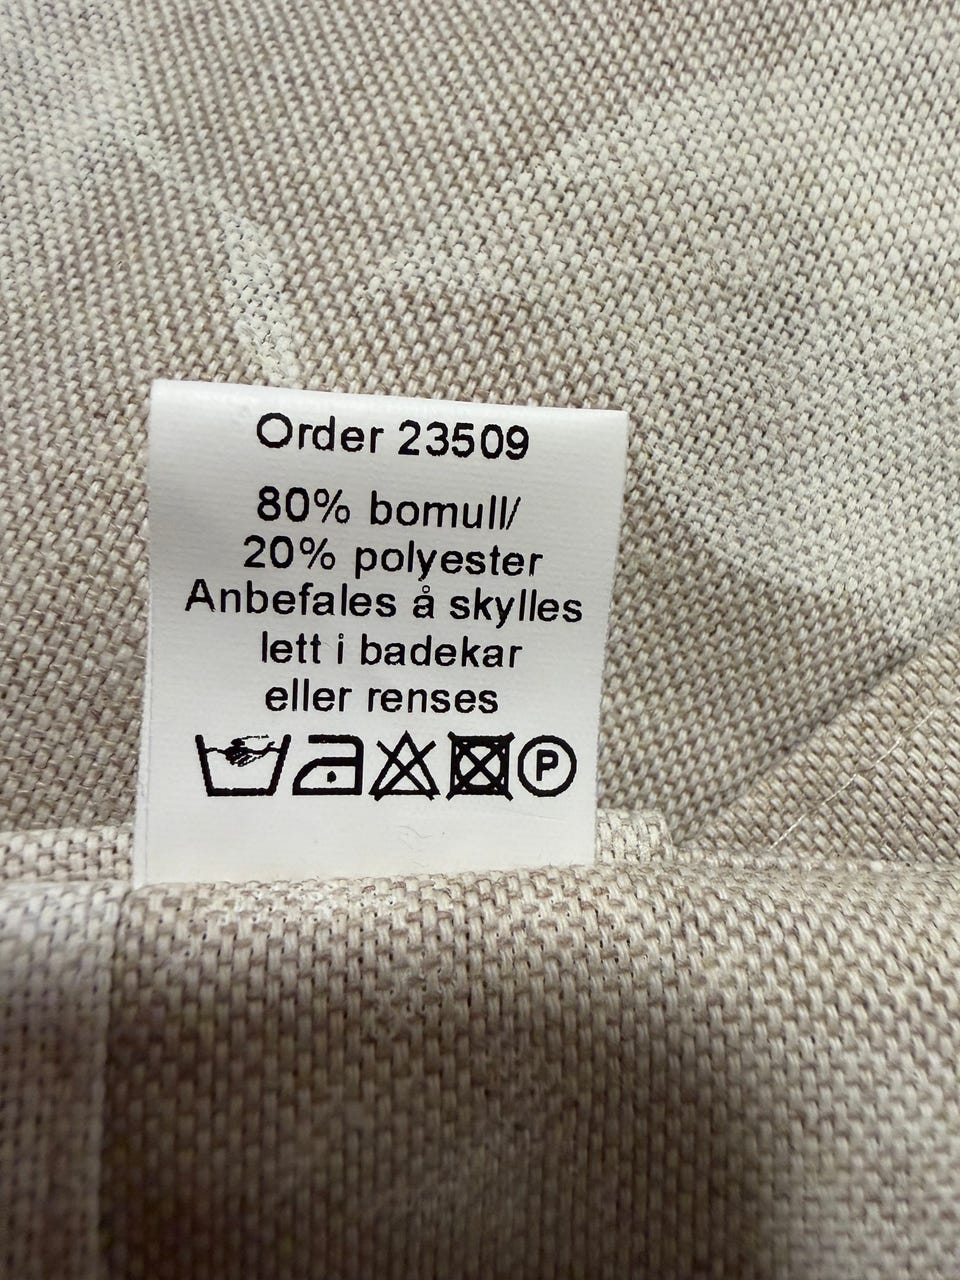 Order 23509
80% bomull/
20% polyester
Anbefales å skylles
lett i badekar
eller renses
P